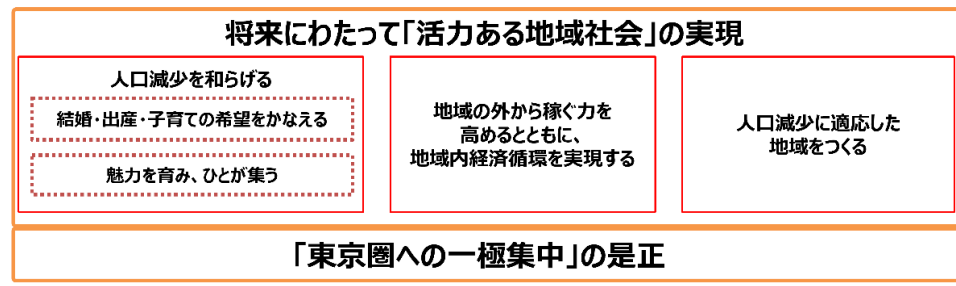 将来にわたって「活力ある地域社会」の実現
人口減少を和らげる
結婚・出産・子育ての希望をかなえる
魅力を育み、ひとが集う
地域の外から稼ぐ力を
高めるとともに、
地域内経済循環を実現する
人口減少に適応した
地域をつくる
「東京圏への一極集中」の是正